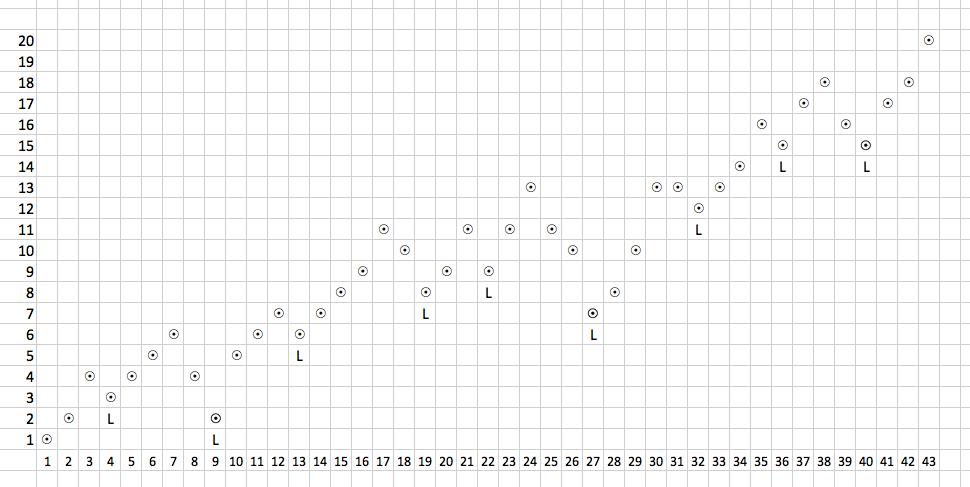 20 ☉
19
18 ☉ ☉
17 ☉ ☉
16 ☉ ☉
15 ☉ ☉
14 ☉ L L
13 ☉ ☉ ☉ ☉
12 ☉
11 ☉ ☉ ☉ ☉ L
10 ☉ ☉ ☉
9 ☉ ☉ ☉
8 ☉ ☉ L ☉
7 ☉ ☉ L ☉
6 ☉ ☉ ☉ L
5 ☉ ☉ L
4 ☉ ☉ ☉
3 ☉
2 ☉ L ☉
1 ☉ L
1 2 3 4 5 6 7 8 9 10 11 12 13 14 15 16 17 18 19 20 21 22 23 24 25 26 27 28 29 30 31 32 33 34 35 36 37 38 39 40 41 42 43